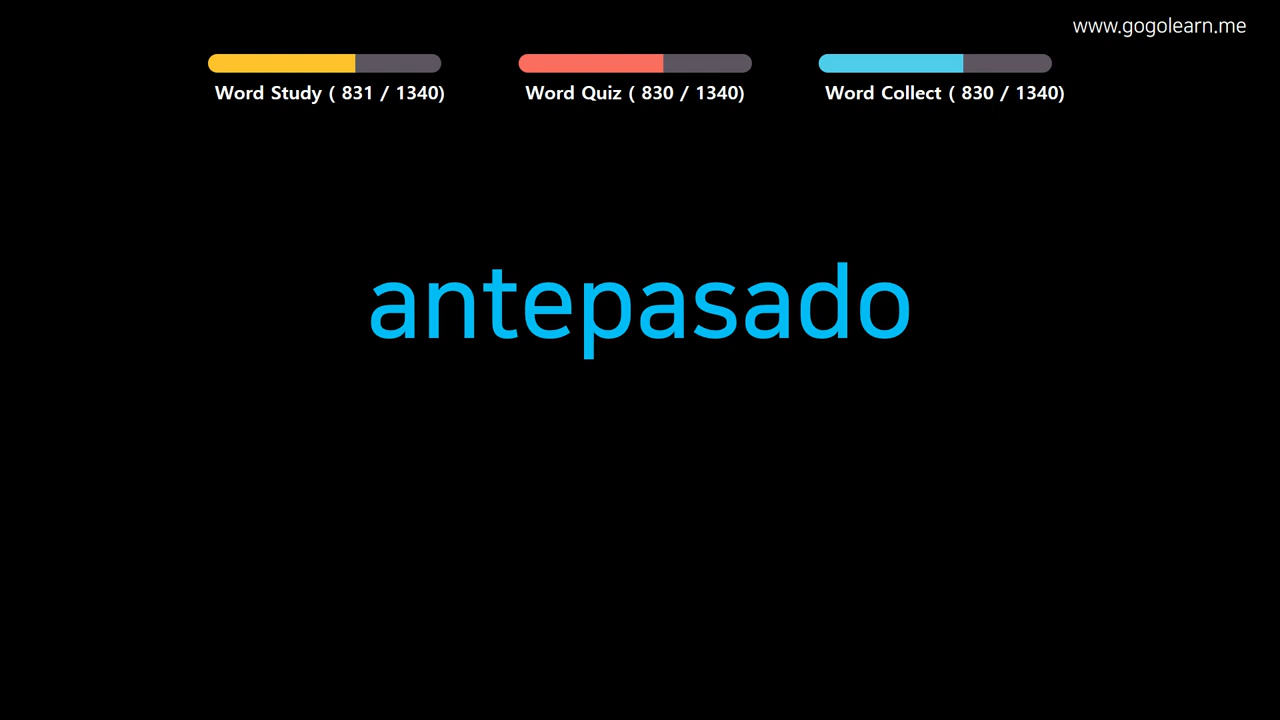 www.gogolearn.me
Word Study ( 831 / 1340)
Word Quiz ( 830 / 1340)
Word Collect ( 830 / 1340)
antepasado